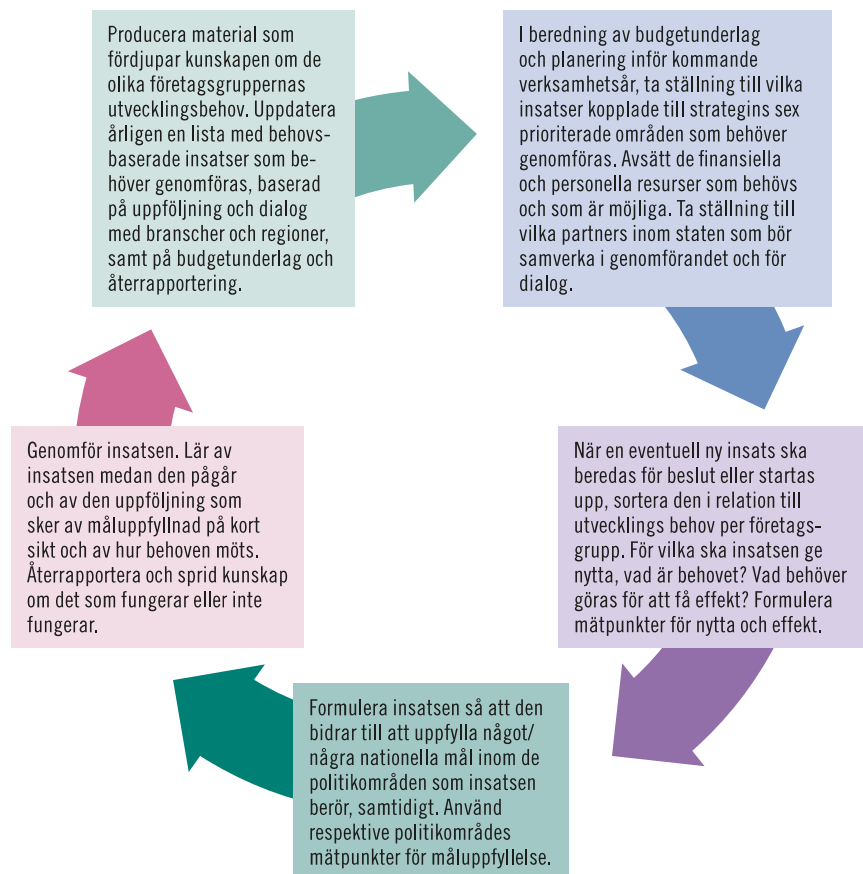 Producera material som
fördjupar kunskapen om de
olika företagsgruppernas
utvecklingsbehov. Uppdatera
årligen en lista med behovs-
baserade insatser som be-
höver genomföras, baserad
på uppföljning och dialog
med branscher och regioner,
samt på budgetunderlag och
återrapportering.
I beredning av budgetunderlag
och planering inför kommande
verksamhetsår, ta ställning till vilka
insatser kopplade till strategins sex
prioriterade områden som behöver
genomföras. Avsätt de finansiella
och personella resurser som behövs
och som är möjliga. Ta ställning till
vilka partners inom staten som bör
samverka i genomförandet och för
dialog.
När en eventuell ny insats ska
beredas för beslut eller startas
upp, sortera den i relation till
utvecklings behov per företags-
grupp. För vilka ska insatsen ge
nytta, vad är behovet? Vad behöver
göras för att få effekt? Formulera
mätpunkter för nytta och effekt.
Formulera insatsen så att den
bidrar till att uppfylla något/
några nationella mål inom de
politikområden som insatsen
berör, samtidigt. Använd
respektive politikområdes
mätpunkter för måluppfyllelse.
Genomför insatsen. Lär av
insatsen medan den pågår
och av den uppföljning som
sker av måluppfyllnad på kort
sikt och av hur behoven möts.
Återrapportera och sprid kunskap
om det som fungerar eller inte
fungerar.